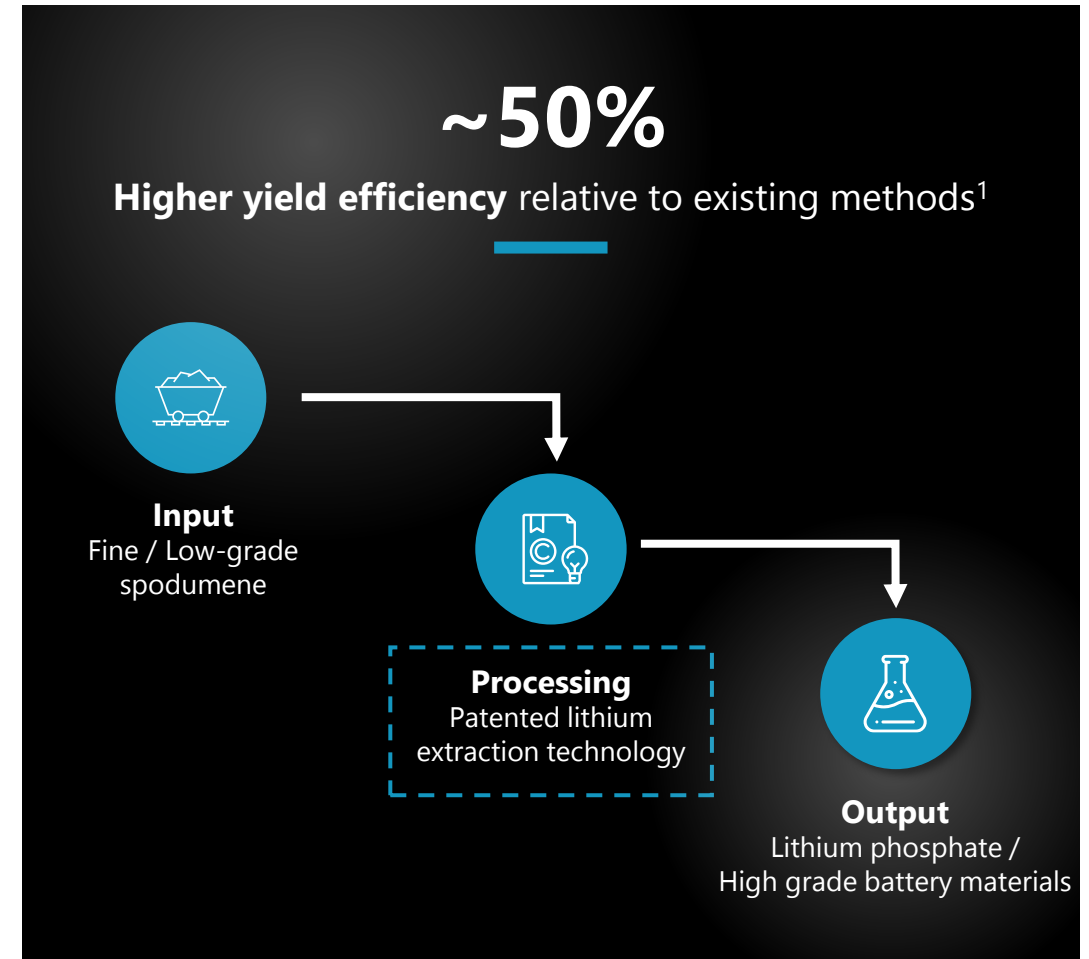 ~50%
Higher yield efficiency relative to existing methods¹
Input
Fine / Low-grade
spodumene
©
Processing
Patented lithium
extraction technology
Output
Lithium phosphate /
High grade battery materials